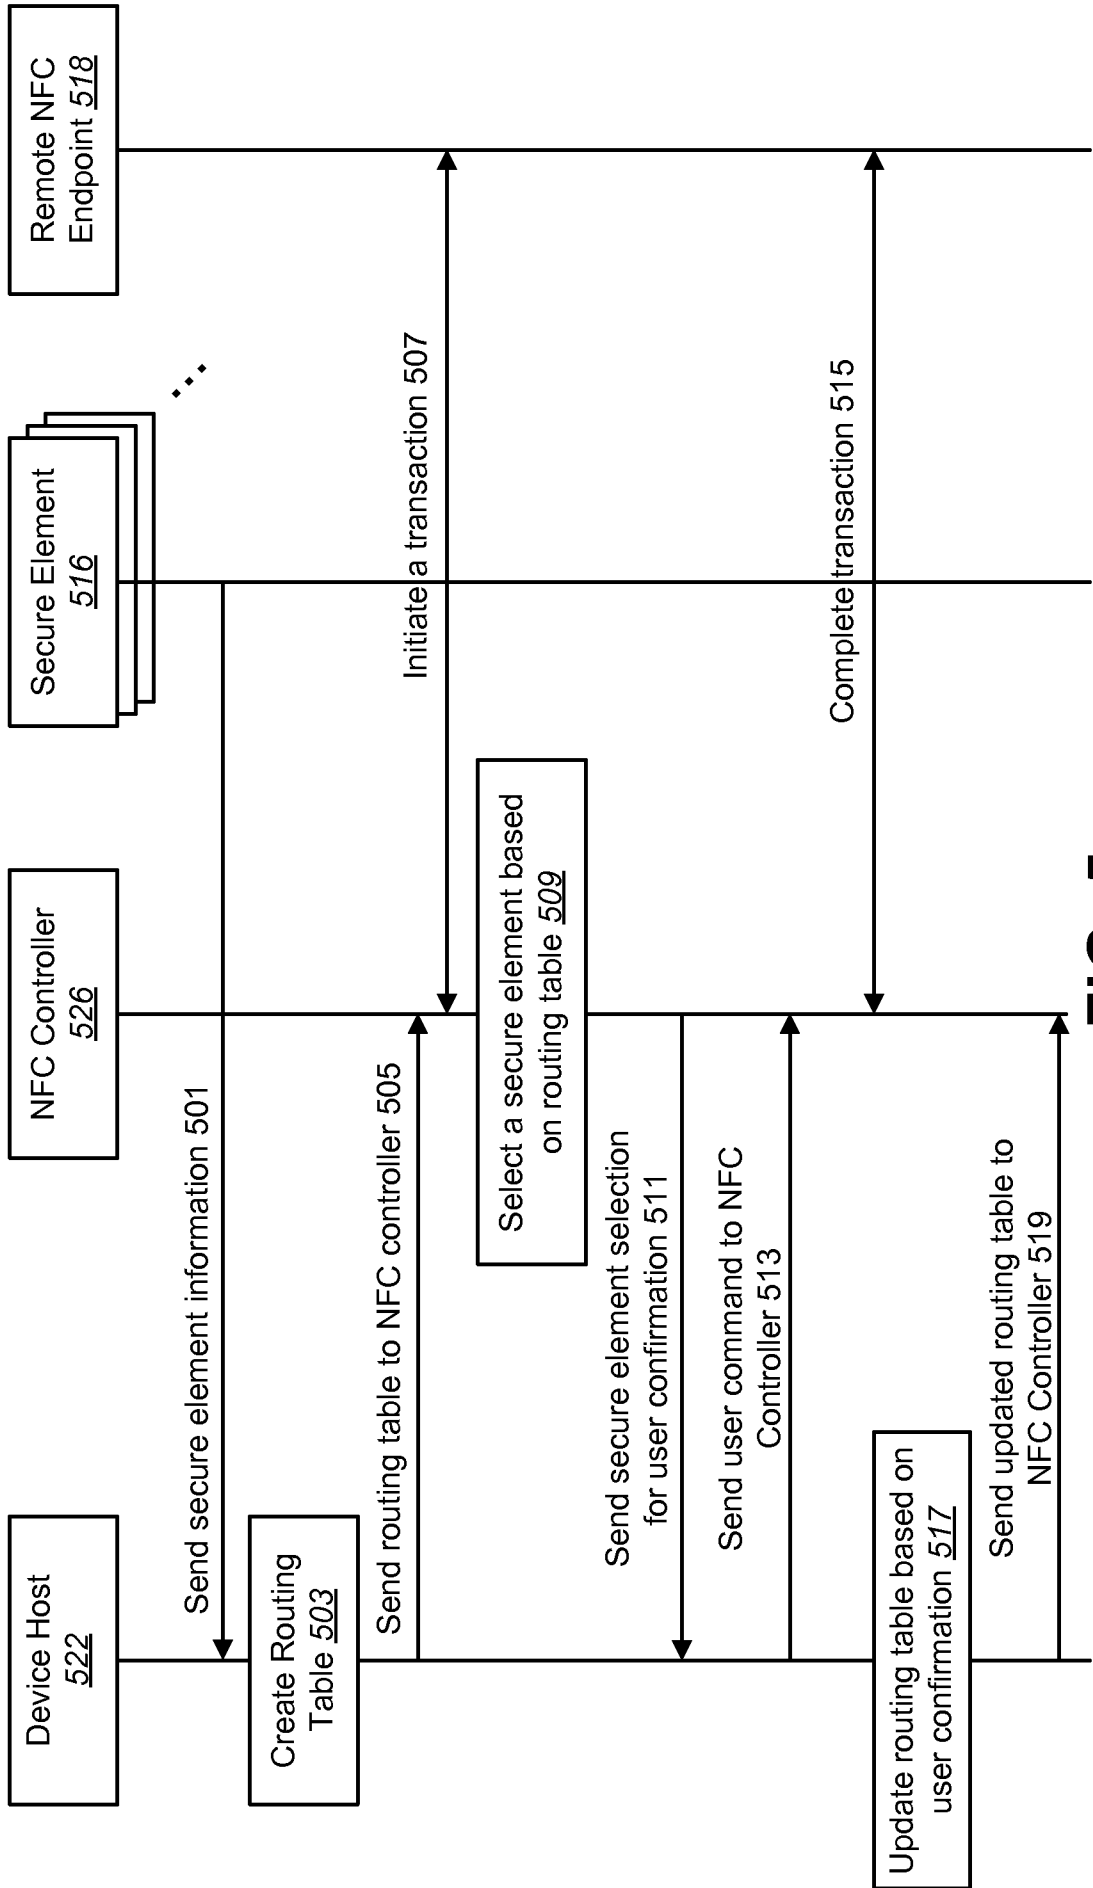 Device Host
522
NFC Controller
526
Secure Element
516
Remote NFC
Endpoint 518
Send secure element information 501
Create Routing
Table 503
Send routing table to NFC controller 505
Initiate a transaction 507
Select a secure element based
on routing table 509
Send secure element selection
for user confirmation 511
Send user command to NFC
Controller 513
Complete transaction 515
Update routing table based on
user confirmation 517
Send updated routing table to
NFC Controller 519